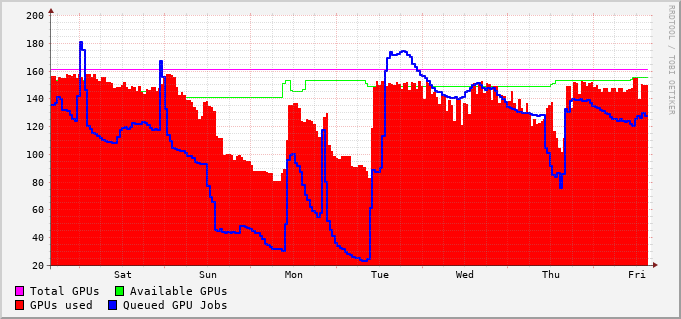 200
180
160
140
120
100
80
60
40
20
Sat Sun Mon Tue Wed Thu Fri
Total GPUs Available GPUs
GPUs used Queued GPU Jobs
RRDTOOL / TOBI OETIKER